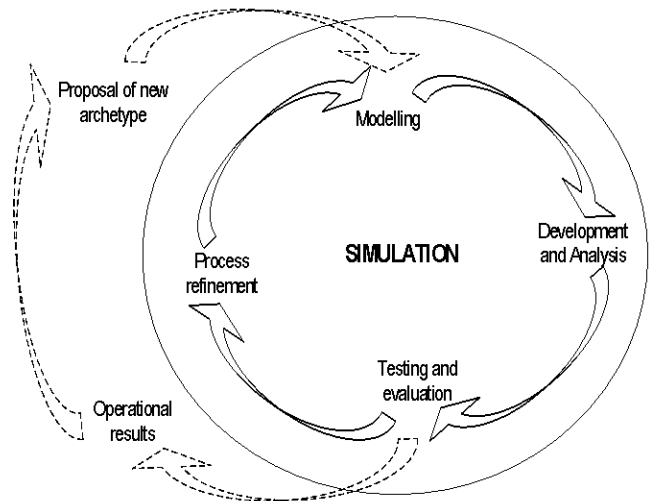 Proposal of new
archetype
Modelling
Development
and Analysis
SIMULATION
Process
refinement
Testing and
evaluation
Operational
results